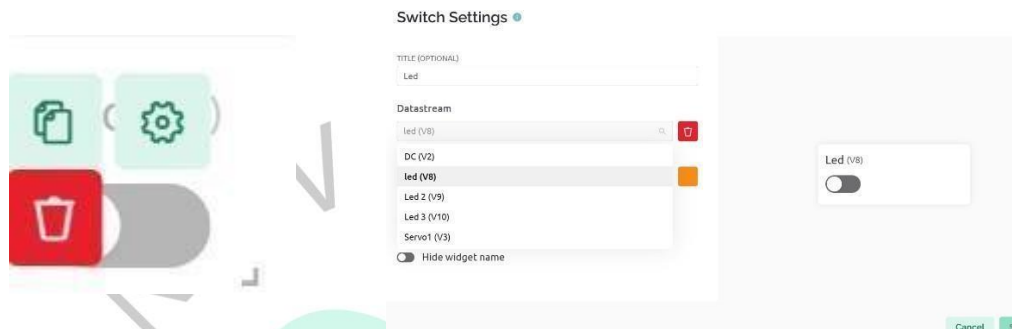 Switch Settings
TITLE (OPTIONAL)
Led
Datastream
led (V8)
DC (V2)
led (V8)
Led 2 (V9)
Led 3 (V10)
Servo1 (V3)
Hide widget name
Led (V8)
Cancel